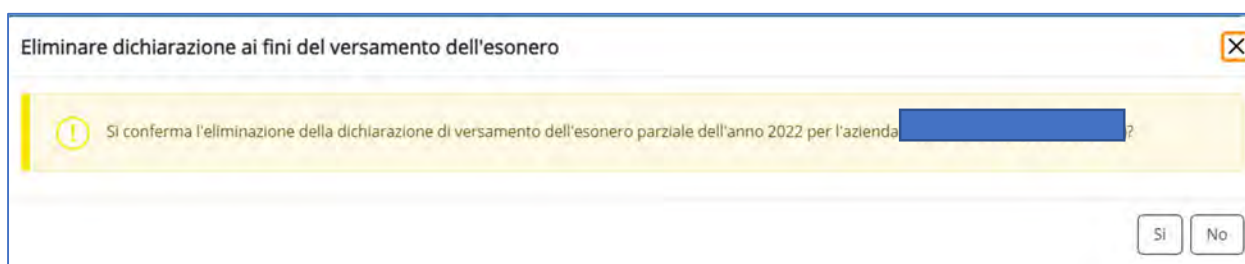 Eliminare dichiarazione ai fini del versamento dell'esonero
Si conferma l'eliminazione della dichiarazione di versamento dell'esonero parziale dell'anno 2022 per l'azienda ?
Si No